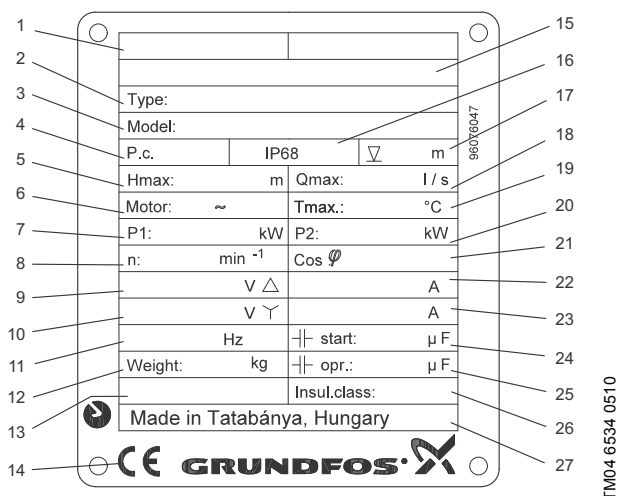 1
2
3
4
5
6
7
8
9
10
11
12
13
14
15
16
17
18
19
20
21
22
23
24
25
26
27
Type:
Model:
P.c. IP68 m
Hmax: m Qmax: l / s
Motor: ~ Tmax.: °C
P1: kW P2: kW
n: min -1 Cos φ
V △ A
V Y A
Hz ⊣⊢ start: µ F
Weight: kg ⊣⊢ opr.: µ F
Insul.class:
Made in Tatabánya, Hungary
CE GRUNDFOS
96076047
TM04 6534 0510